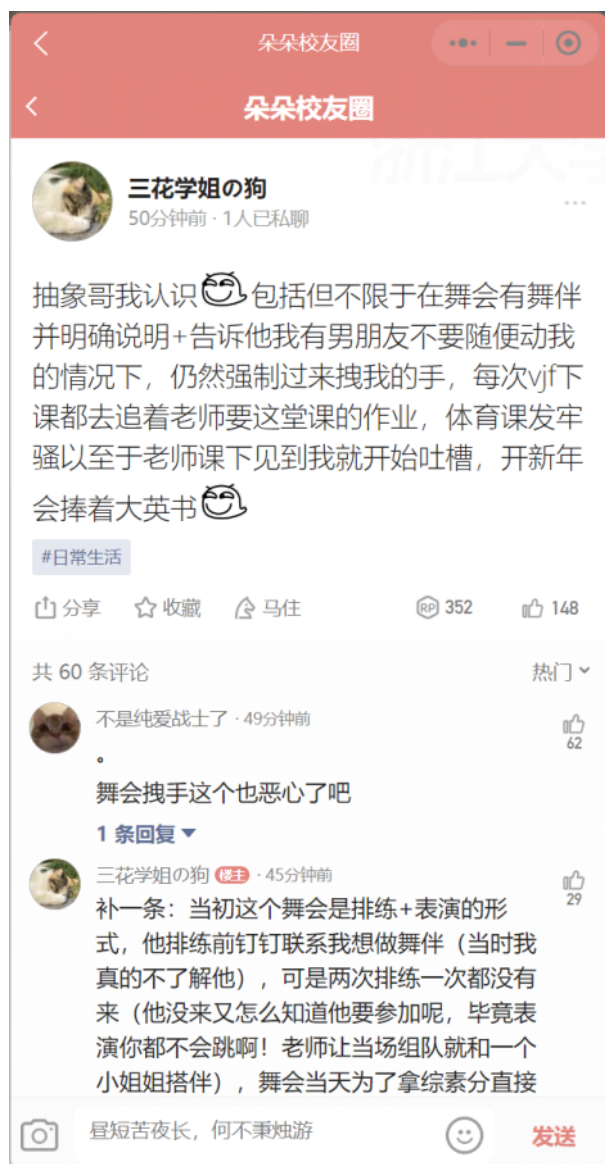 朵朵校友圈
朵朵校友圈
浙江大学
三花学姐の狗
50分钟前 · 1人已私聊
抽象哥我认识包括但不限于在舞会有舞伴
并明确说明+告诉他我有男朋友不要随便动我
的情况下，仍然强制过来拽我的手，每次vjf下
课都去追着老师要这堂课的作业，体育课发牢
骚以至于老师课下见到我就开始吐槽，开新年
会捧着大英书
#日常生活
分享 收藏 马住 RP 352 148
共 60 条评论 热门
不是纯爱战士了 · 49分钟前
62
。
舞会拽手这个也恶心了吧
1 条回复
三花学姐の狗 楼主 · 45分钟前
29
补一条：当初这个舞会是排练+表演的形
式，他排练前钉钉联系我想做舞伴（当时我
真的不了解他），可是两次排练一次都没有
来（他没来又怎么知道他要参加呢，毕竟表
演你都不会跳啊！老师让当场组队就和一个
小姐姐搭伴），舞会当天为了拿综素分直接
昼短苦夜长，何不秉烛游 发送